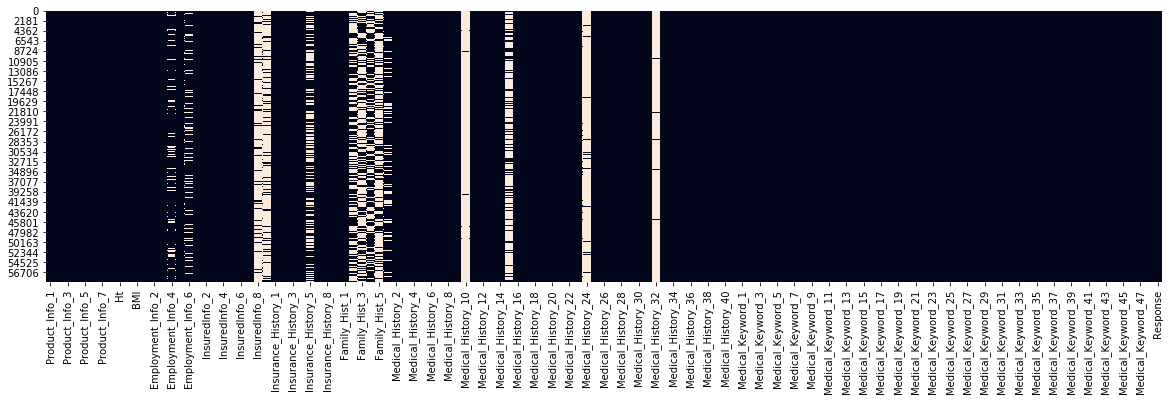 0
2181
4362
6543
8724
10905
13086
15267
17448
19629
21810
23991
26172
28353
30534
32715
34896
37077
39258
41439
43620
45801
47982
50163
52344
54525
56706
Product_Info_1
Product_Info_3
Product_Info_5
Product_Info_7
Ht
BMI
Employment_Info_2
Employment_Info_4
Employment_Info_6
InsuredInfo_2
InsuredInfo_4
InsuredInfo_6
InsuredInfo_8
Insurance_History_1
Insurance_History_3
Insurance_History_5
Insurance_History_8
Family_Hist_1
Family_Hist_3
Family_Hist_5
Medical_History_2
Medical_History_4
Medical_History_6
Medical_History_8
Medical_History_10
Medical_History_12
Medical_History_14
Medical_History_16
Medical_History_18
Medical_History_20
Medical_History_22
Medical_History_24
Medical_History_26
Medical_History_28
Medical_History_30
Medical_History_32
Medical_History_34
Medical_History_36
Medical_History_38
Medical_History_40
Medical_Keyword_1
Medical_Keyword_3
Medical_Keyword_5
Medical_Keyword_7
Medical_Keyword_9
Medical_Keyword_11
Medical_Keyword_13
Medical_Keyword_15
Medical_Keyword_17
Medical_Keyword_19
Medical_Keyword_21
Medical_Keyword_23
Medical_Keyword_25
Medical_Keyword_27
Medical_Keyword_29
Medical_Keyword_31
Medical_Keyword_33
Medical_Keyword_35
Medical_Keyword_37
Medical_Keyword_39
Medical_Keyword_41
Medical_Keyword_43
Medical_Keyword_45
Medical_Keyword_47
Response